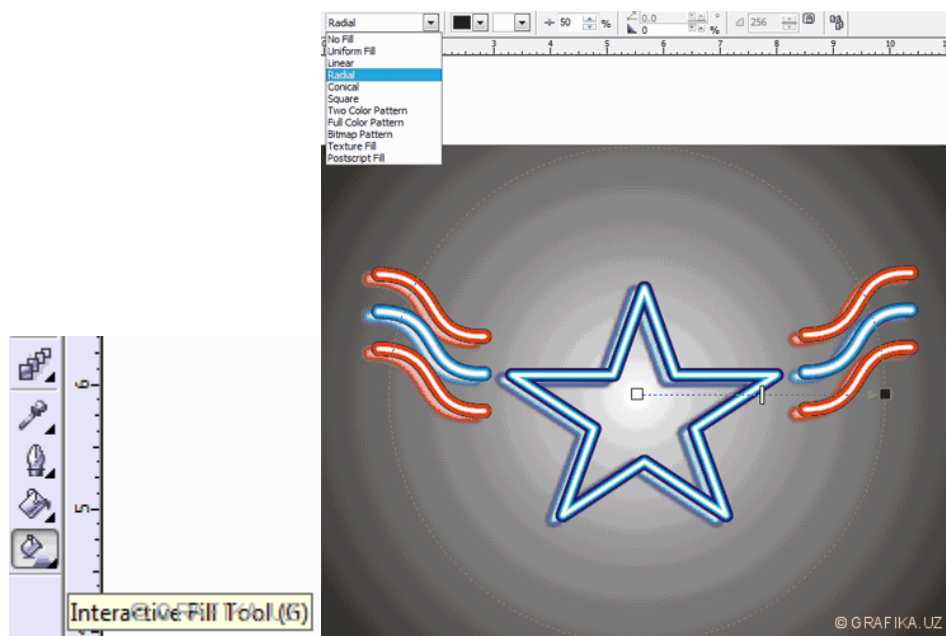 Radial
50 % 0.0 ° 256
0 %
3 4 5 6 7 8 9 10
No Fill
Uniform Fill
Linear
Radial
Conical
Square
Two Color Pattern
Full Color Pattern
Bitmap Pattern
Texture Fill
Postscript Fill
6
5
Interactive Fill Tool (G)
© GRAFIKA.UZ
© GRAFIKA.UZ